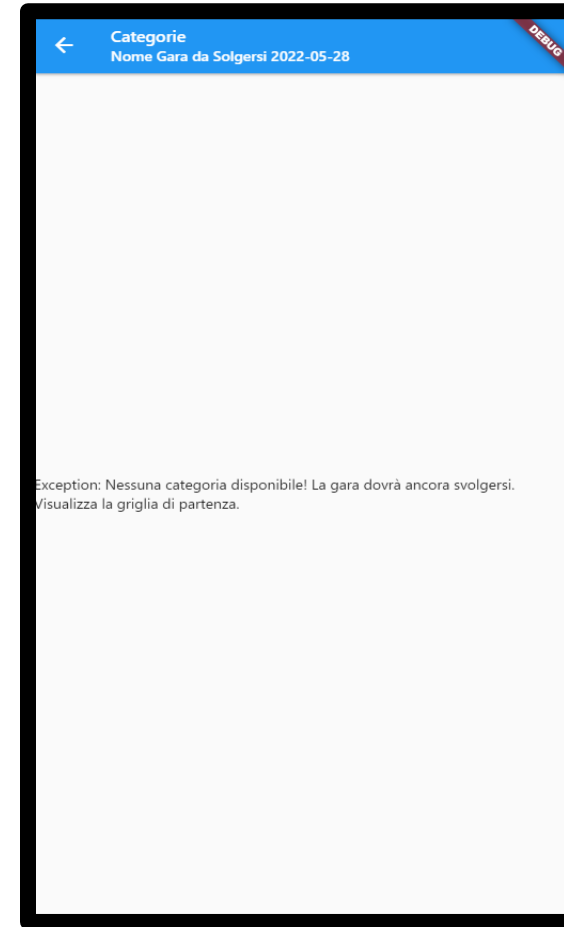 Categorie
Nome Gara da Solgersi 2022-05-28
DEBUG
Exception: Nessuna categoria disponibile! La gara dovrà ancora svolgersi.
Visualizza la griglia di partenza.